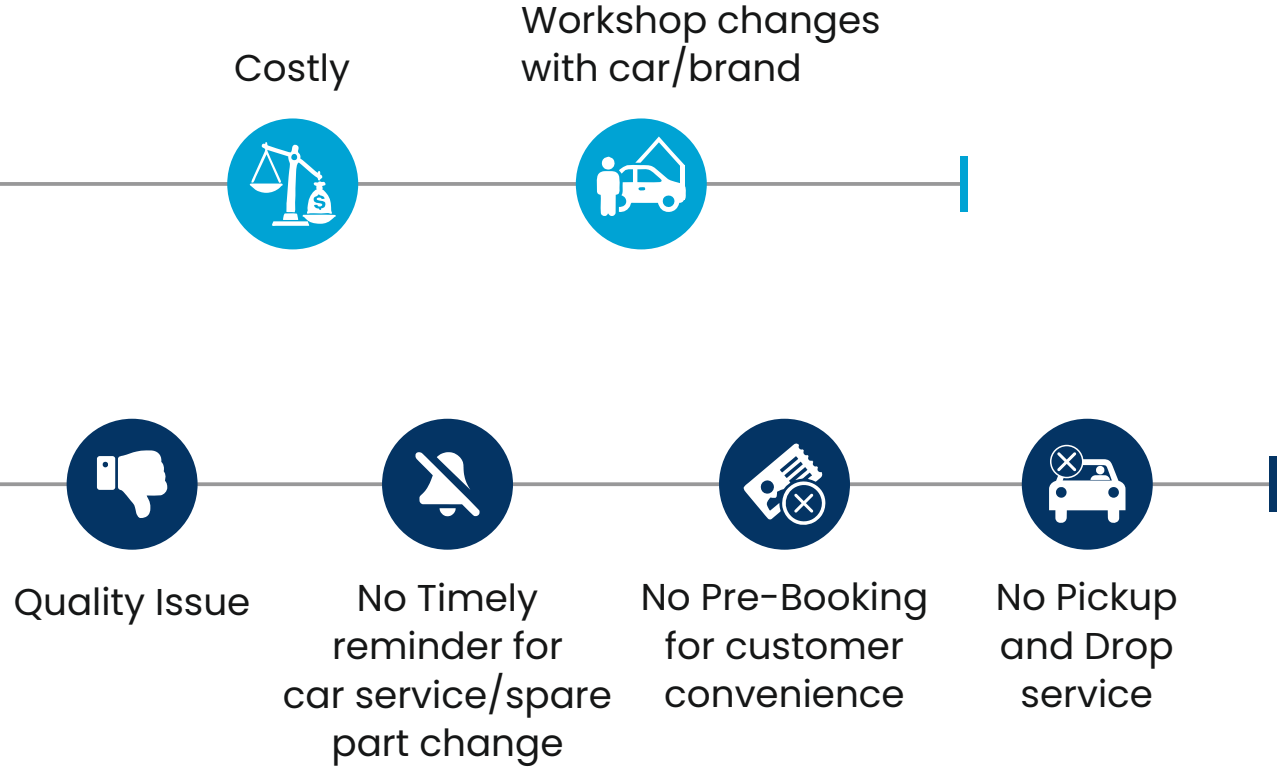 Costly
Workshop changes
with car/brand
$
Quality Issue
No Timely
reminder for
car service/spare
part change
No Pre-Booking
for customer
convenience
No Pickup
and Drop
service